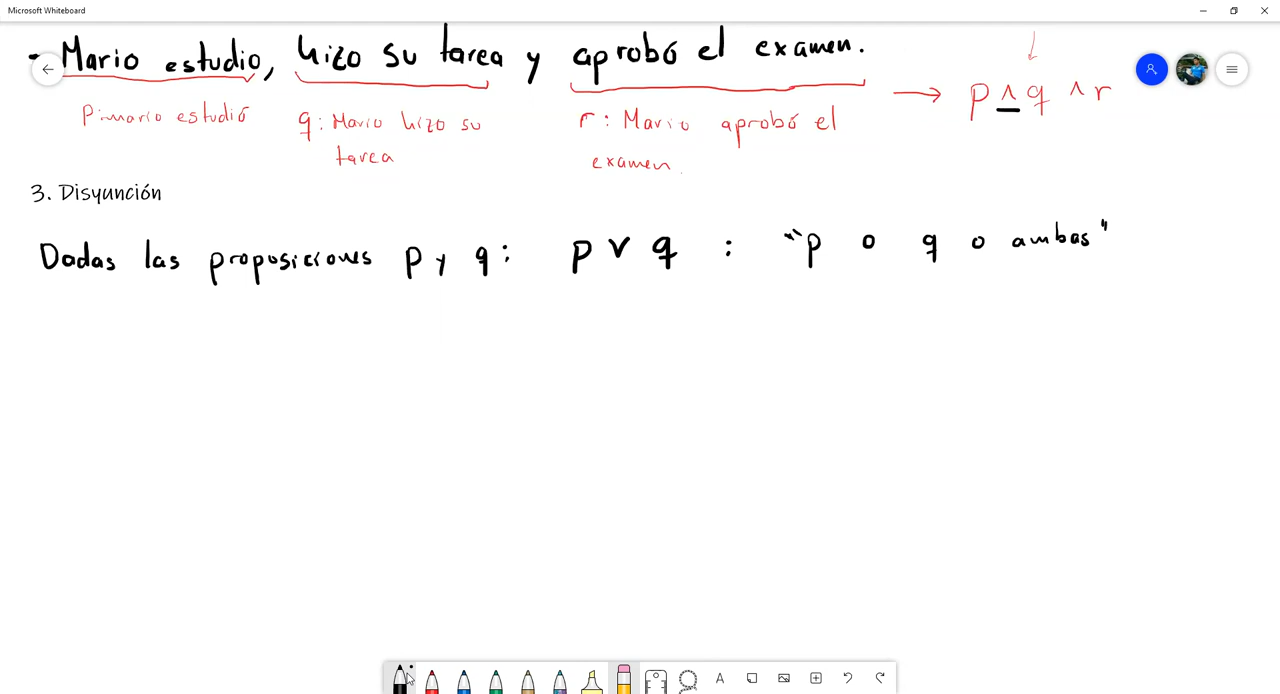 Microsoft Whiteboard
- Mario estudio, hizo su tarea y aprobó el examen.
p: mario estudió q: Mario hizo su tarea r: Mario aprobó el examen. → p ∧ q ∧ r
3. Disyunción
Dadas las proposiciones p y q: p ∨ q : "p o q o ambas"
A